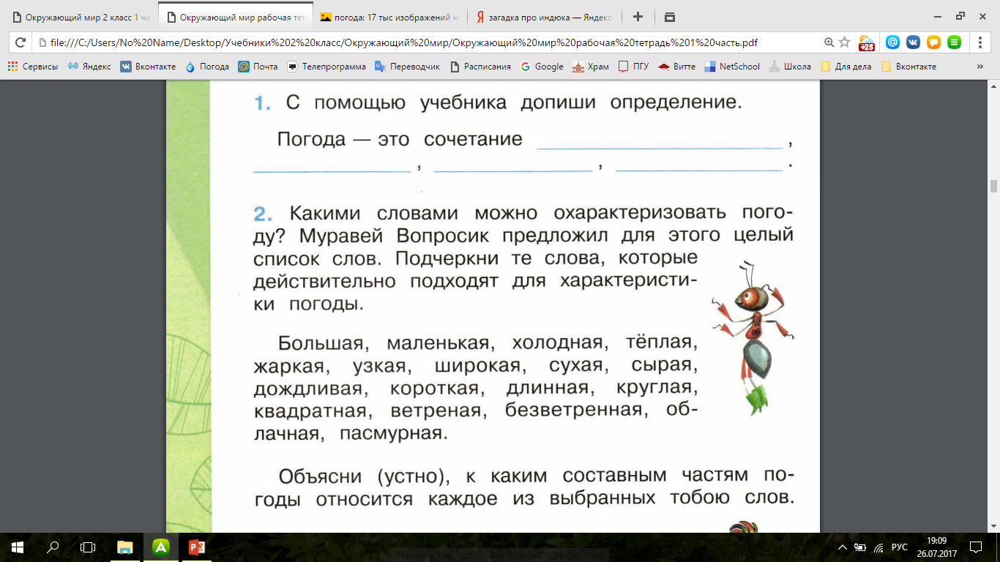 Окружающий мир 2 класс 1 ча
Окружающий мир рабочая тет
погода: 17 тыс изображений н
загадка про индюка — Яндекс
file:///C:/Users/No%20Name/Desktop/Учебники%202%20класс/Окружающий%20мир/Окружающий%20мир%20рабочая%20тетрадь%201%20часть.pdf
+25
Сервисы Яндекс Вконтакте Погода Почта Телепрограмма Переводчик Расписания Google Храм ПГУ Витте NetSchool Школа Для дела Вконтакте »
1. С помощью учебника допиши определение.
Погода — это сочетание ,
, , .
2. Какими словами можно охарактеризовать пого-
ду? Муравей Вопросик предложил для этого целый
список слов. Подчеркни те слова, которые
действительно подходят для характеристи-
ки погоды.
Большая, маленькая, холодная, тёплая,
жаркая, узкая, широкая, сухая, сырая,
дождливая, короткая, длинная, круглая,
квадратная, ветреная, безветренная, об-
лачная, пасмурная.
Объясни (устно), к каким составным частям по-
годы относится каждое из выбранных тобою слов.
РУС
19:09
26.07.2017